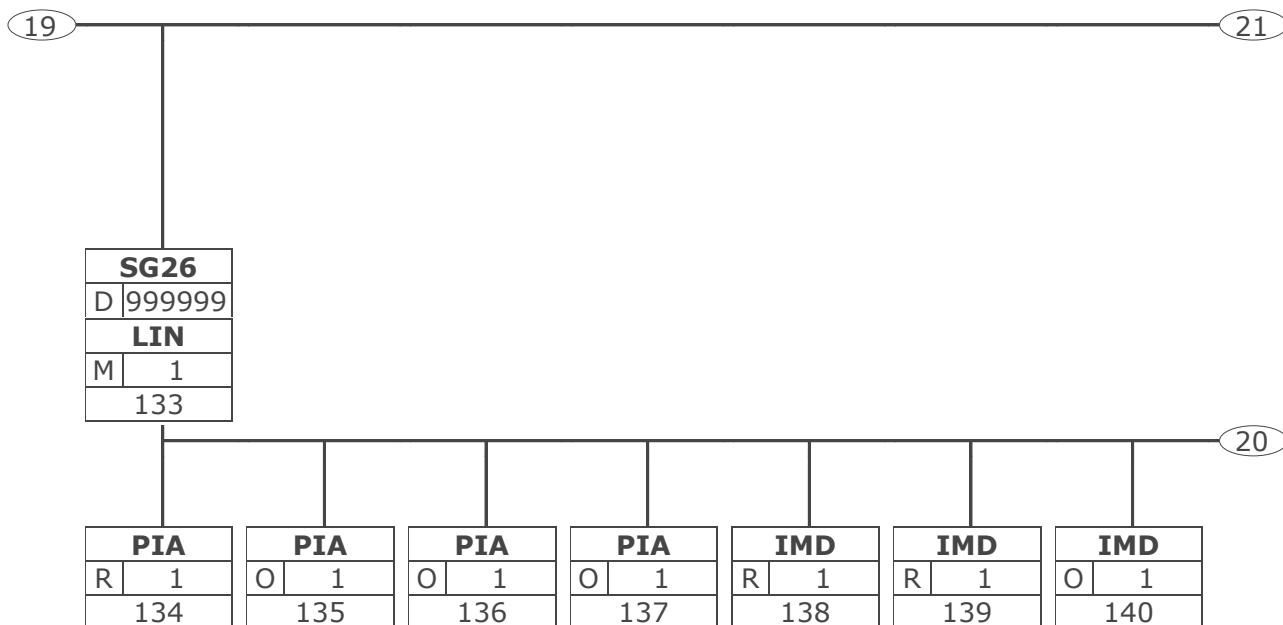 19 21
SG26
D 999999
LIN
M 1
133
20
PIA PIA PIA PIA IMD IMD IMD
R 1 O 1 O 1 O 1 R 1 R 1 O 1
134 135 136 137 138 139 140